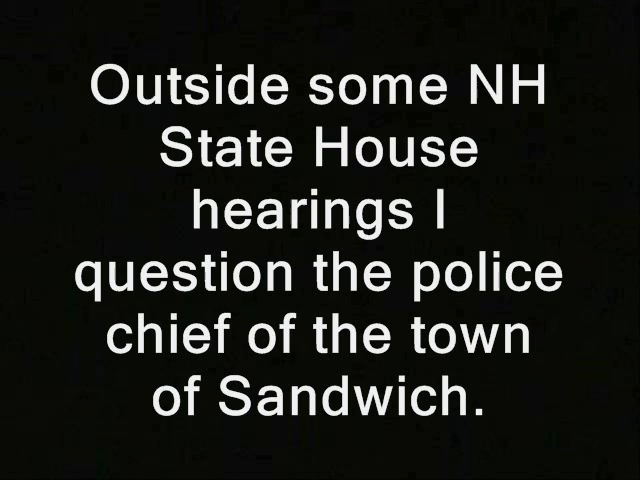 Outside some NH
State House
hearings I
question the police
chief of the town
of Sandwich.